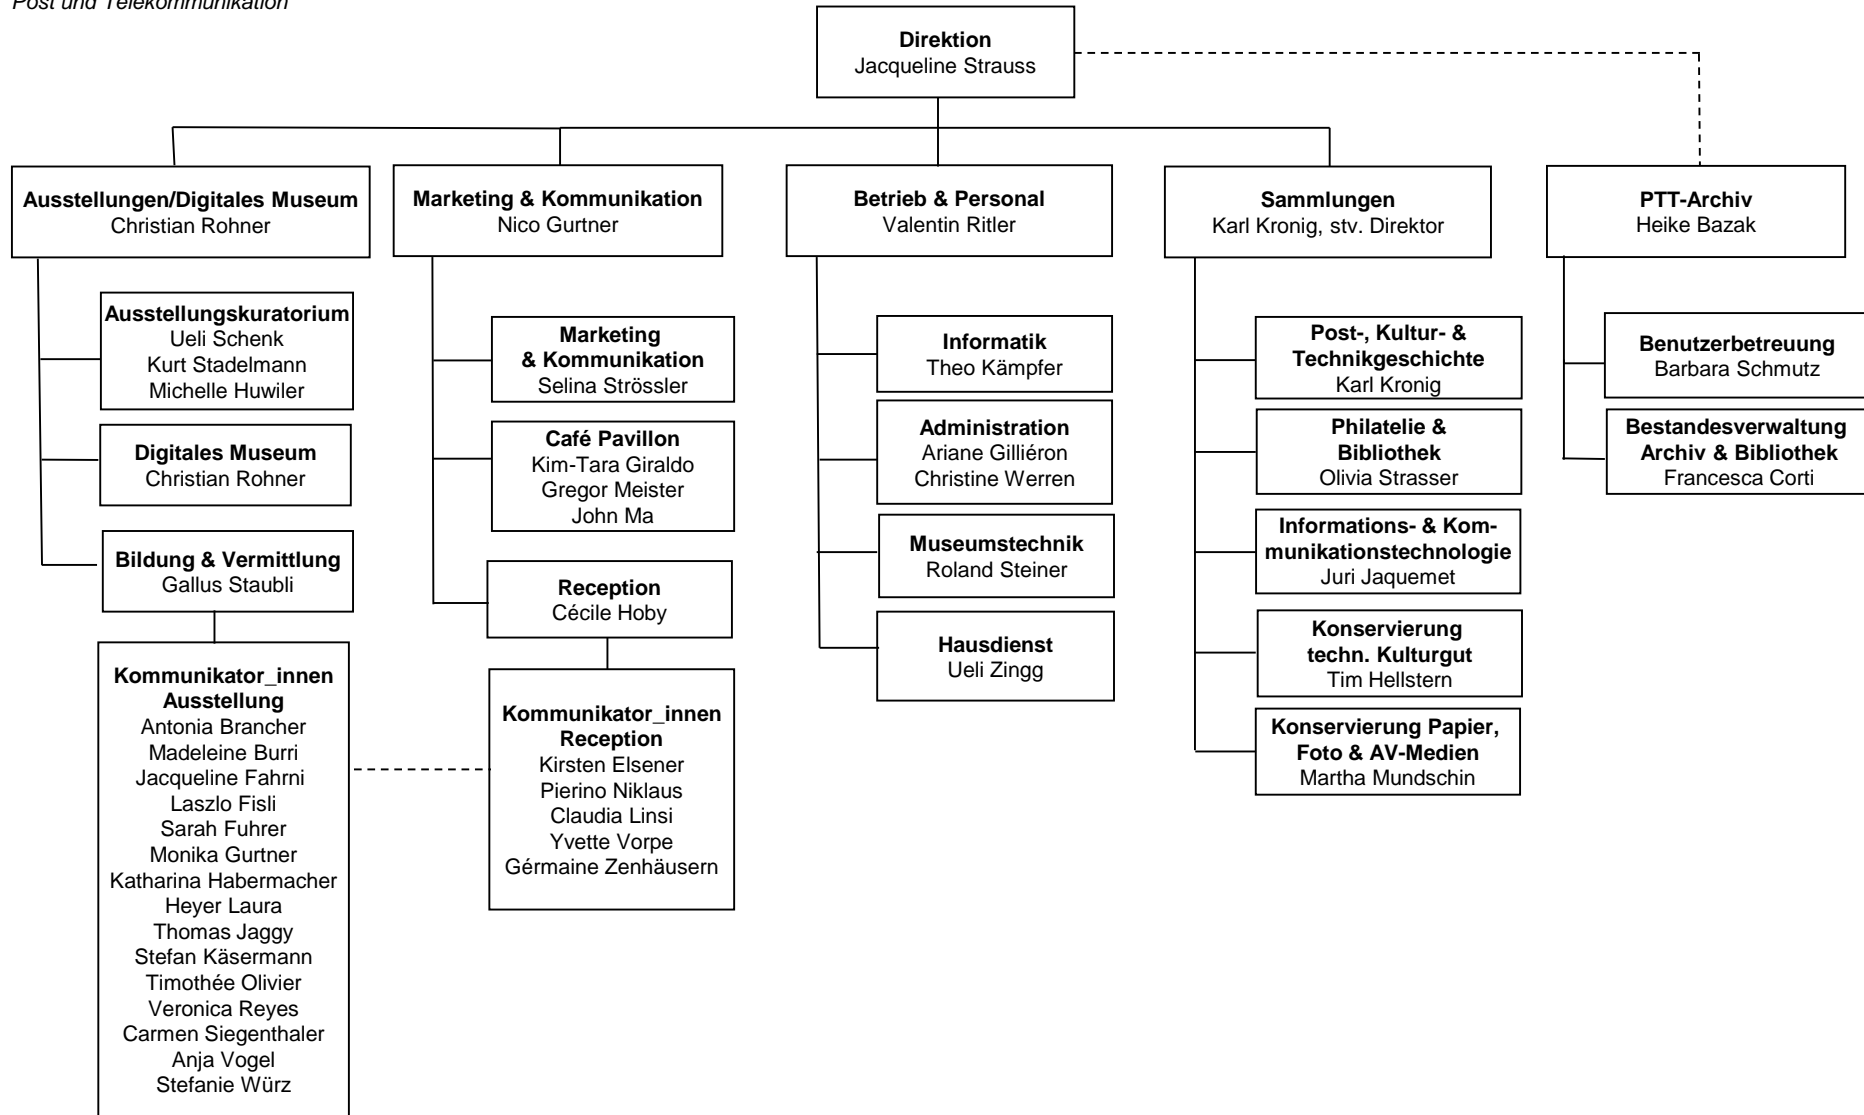 Post und Telekommunikation
Direktion
Jacqueline Strauss
Ausstellungen/Digitales Museum
Christian Rohner
Ausstellungskuratorium
Ueli Schenk
Kurt Stadelmann
Michelle Huwiler
Digitales Museum
Christian Rohner
Bildung & Vermittlung
Gallus Staubli
Kommunikator_innen
Ausstellung
Antonia Brancher
Madeleine Burri
Jacqueline Fahrni
Laszlo Fisli
Sarah Fuhrer
Monika Gurtner
Katharina Habermacher
Heyer Laura
Thomas Jaggy
Stefan Käsermann
Timothée Olivier
Veronica Reyes
Carmen Siegenthaler
Anja Vogel
Stefanie Würz
Marketing & Kommunikation
Nico Gurtner
Marketing
& Kommunikation
Selina Strössler
Café Pavillon
Kim-Tara Giraldo
Gregor Meister
John Ma
Reception
Cécile Hoby
Kommunikator_innen
Reception
Kirsten Elsener
Pierino Niklaus
Claudia Linsi
Yvette Vorpe
Gérmaine Zenhäusern
Betrieb & Personal
Valentin Ritler
Informatik
Theo Kämpfer
Administration
Ariane Gilliéron
Christine Werren
Museumstechnik
Roland Steiner
Hausdienst
Ueli Zingg
Sammlungen
Karl Kronig, stv. Direktor
Post-, Kultur- &
Technikgeschichte
Karl Kronig
Philatelie &
Bibliothek
Olivia Strasser
Informations- & Kom-
munikationstechnologie
Juri Jaquemet
Konservierung
techn. Kulturgut
Tim Hellstern
Konservierung Papier,
Foto & AV-Medien
Martha Mundschin
PTT-Archiv
Heike Bazak
Benutzerbetreuung
Barbara Schmutz
Bestandesverwaltung
Archiv & Bibliothek
Francesca Corti